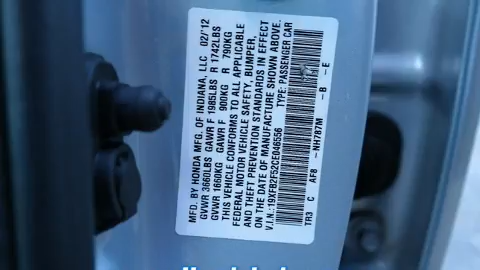 MFD. BY HONDA MFG. OF INDIANA, LLC 02/'12
GVWR 3660LBS GAWR F 1985LBS R 1742LBS
GVWR 1660KG GAWR F 900KG R 790KG
THIS VEHICLE CONFORMS TO ALL APPLICABLE
FEDERAL MOTOR VEHICLE SAFETY, BUMPER,
AND THEFT PREVENTION STANDARDS IN EFFECT
ON THE DATE OF MANUFACTURE SHOWN ABOVE.
V.I.N.:19XFB2F52CE046556 TYPE: PASSENGER CAR
TR3 C AF8 -NH787M -B -E